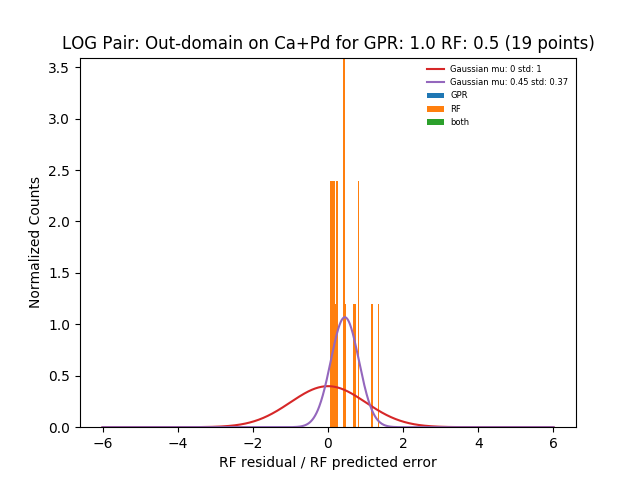 LOG Pair: Out-domain on Ca+Pd for GPR: 1.0 RF: 0.5 (19 points)
Gaussian mu: 0 std: 1
Gaussian mu: 0.45 std: 0.37
GPR
RF
both
Normalized Counts
3.5
3.0
2.5
2.0
1.5
1.0
0.5
0.0
−6 −4 −2 0 2 4 6
RF residual / RF predicted error